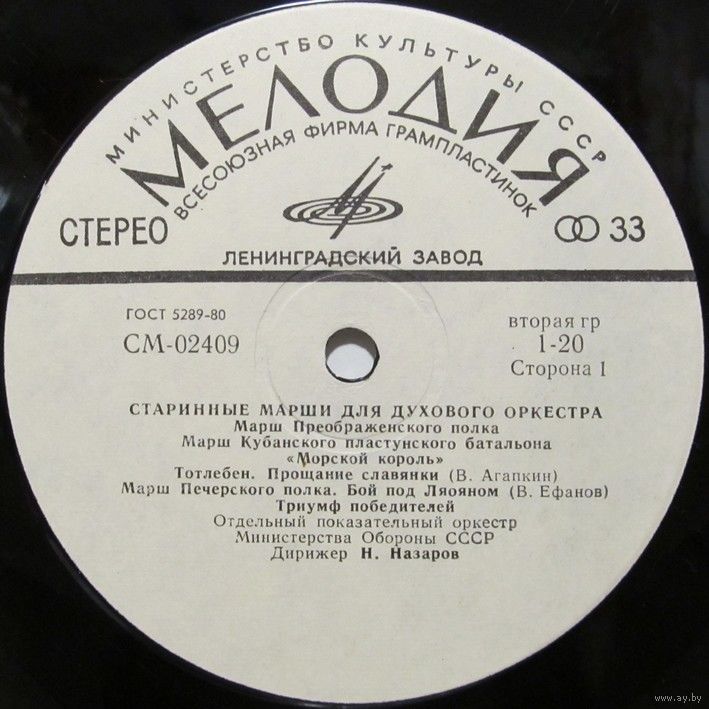 МИНИСТЕРСТВО КУЛЬТУРЫ СССР
МЕЛОДИЯ
ВСЕСОЮЗНАЯ ФИРМА ГРАМПЛАСТИНОК
СТЕРЕО
33
ЛЕНИНГРАДСКИЙ ЗАВОД
ГОСТ 5289-80
СМ-02409
вторая гр
1-20
Сторона 1
СТАРИННЫЕ МАРШИ ДЛЯ ДУХОВОГО ОРКЕСТРА
Марш Преображенского полка
Марш Кубанского пластунского батальона
«Морской король»
Тотлебен. Прощание славянки (В. Агапкин)
Марш Печерского полка. Бой под Ляояном (В. Ефанов)
Триумф победителей
Отдельный показательный оркестр
Министерства Обороны СССР
Дирижер Н. Назаров
www.ay.by